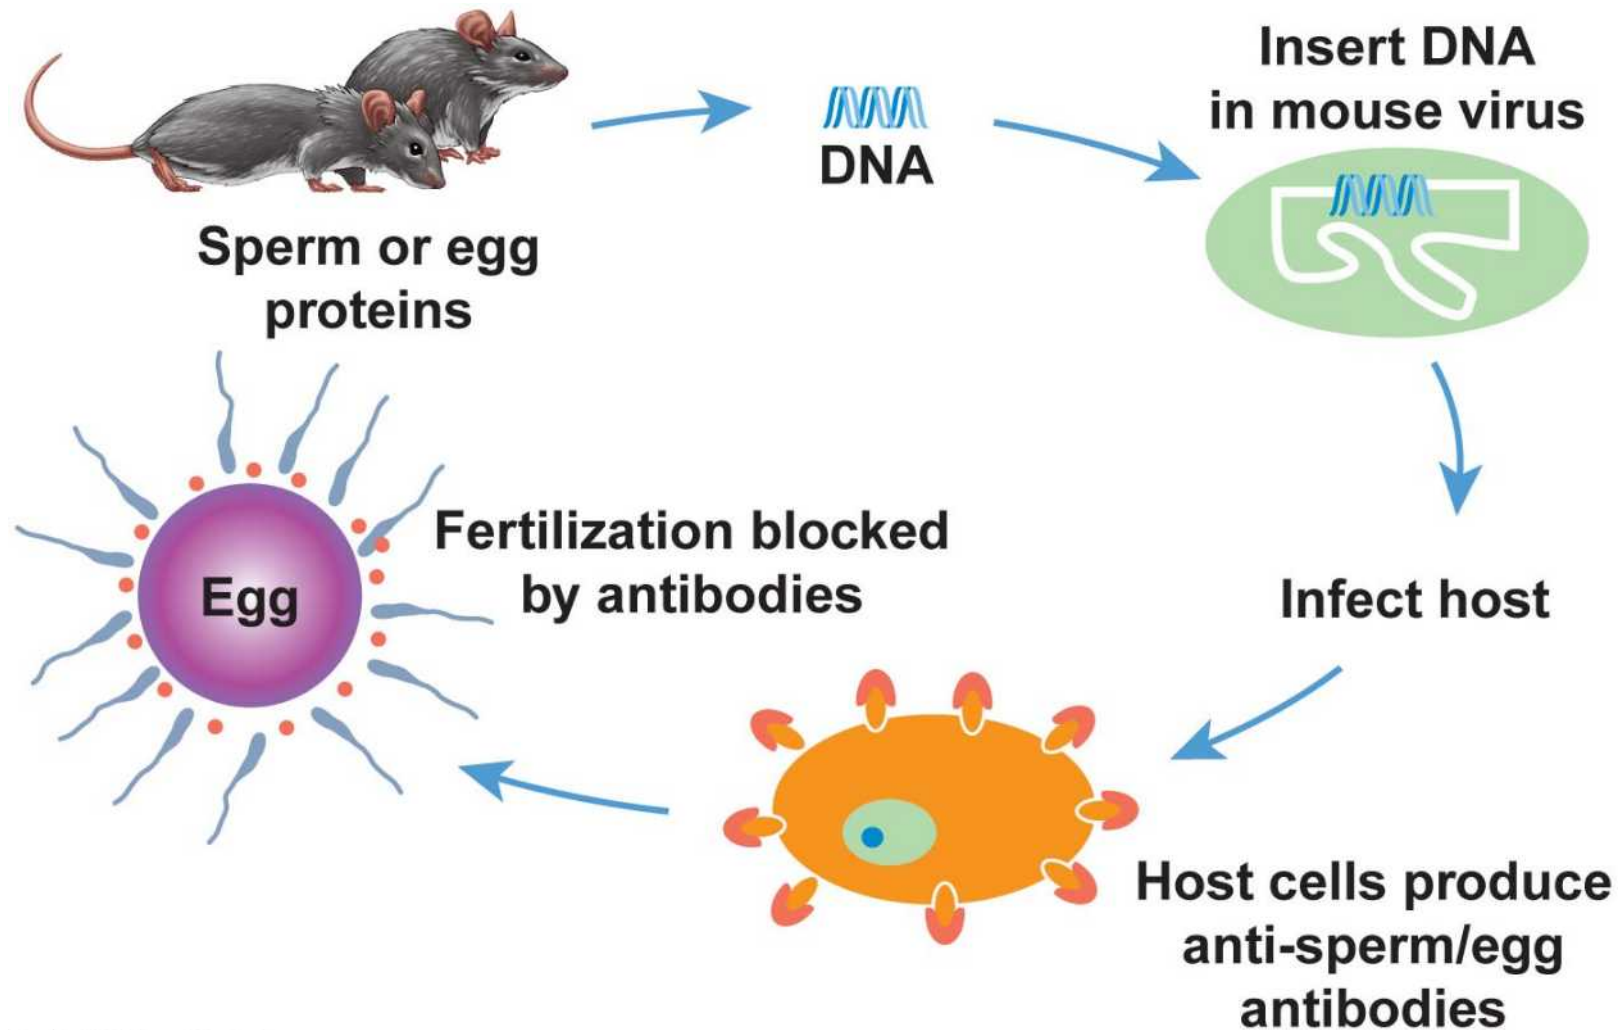 Sperm or egg
proteins
DNA
Insert DNA
in mouse virus
Infect host
Host cells produce
anti-sperm/egg
antibodies
Fertilization blocked
by antibodies
Egg